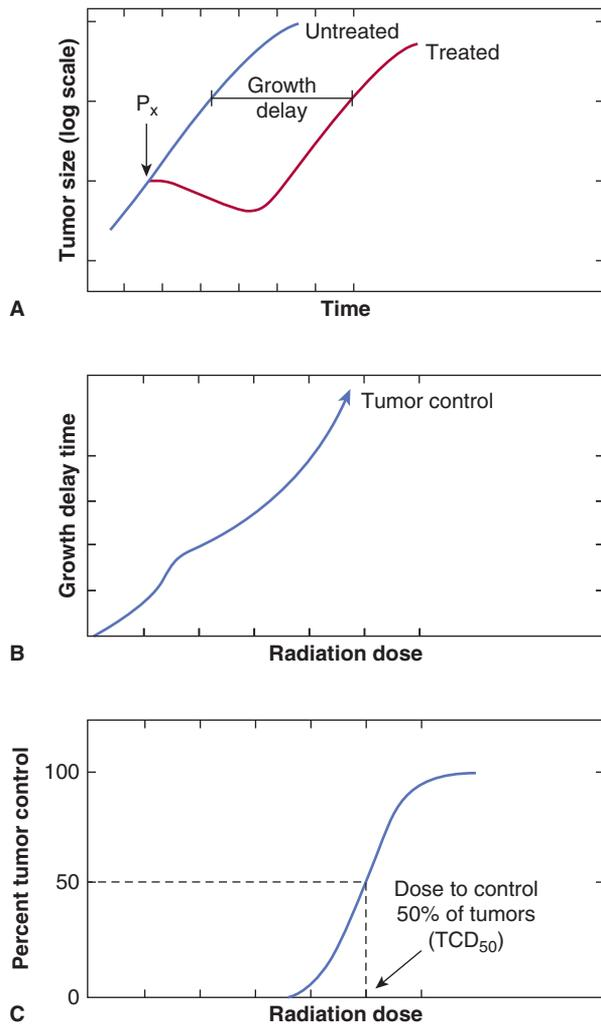 Untreated
Treated
Growth
delay
Pₓ
Tumor size (log scale)
A
Time
Tumor control
Growth delay time
B
Radiation dose
100
50
0
Percent tumor control
Dose to control
50% of tumors
(TCD₅₀)
C
Radiation dose